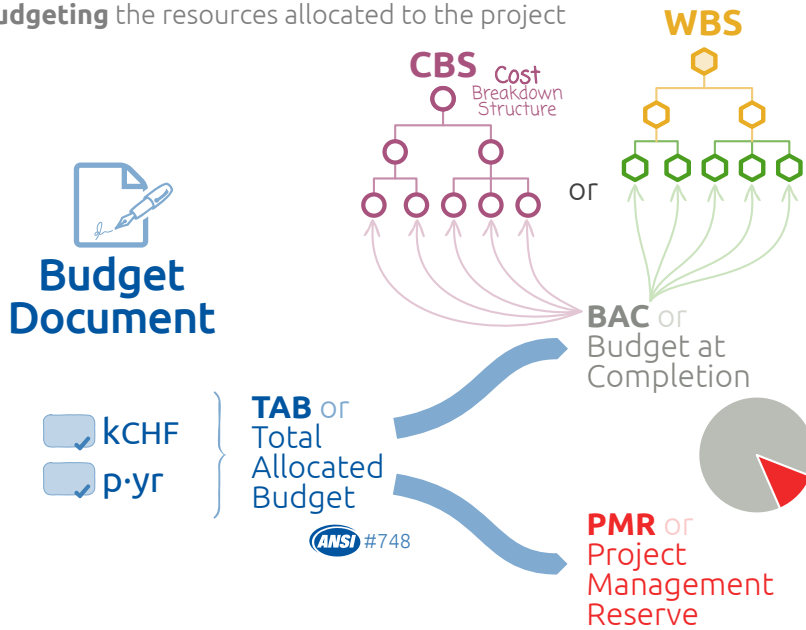 udgeting the resources allocated to the project
WBS
CBS
Cost
Breakdown
Structure
or
Budget
Document
BAC or
Budget at
Completion
kCHF
p·yr
TAB or
Total
Allocated
Budget
ANSI #748
PMR or
Project
Management
Reserve